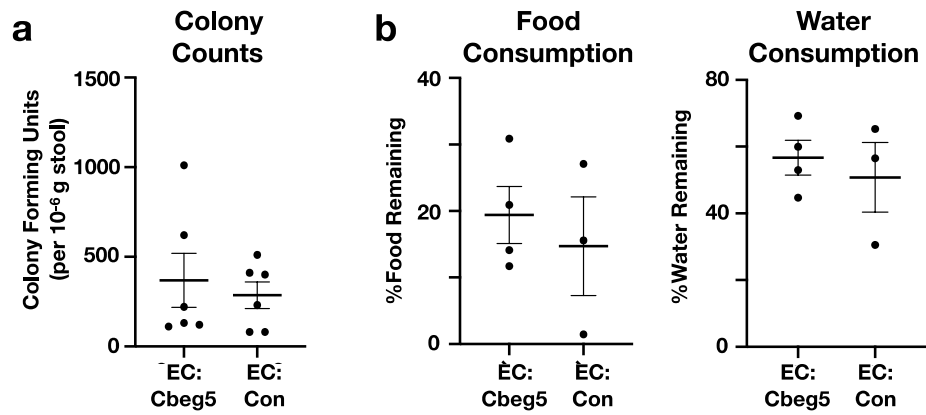 a
Colony
Counts
Colony Forming Units
(per 10-6 g stool)
1500
1000
500
0
EC:
Cbeg5
EC:
Con
b
Food
Consumption
%Food Remaining
40
20
0
EC:
Cbeg5
EC:
Con
Water
Consumption
%Water Remaining
80
40
0
EC:
Cbeg5
EC:
Con